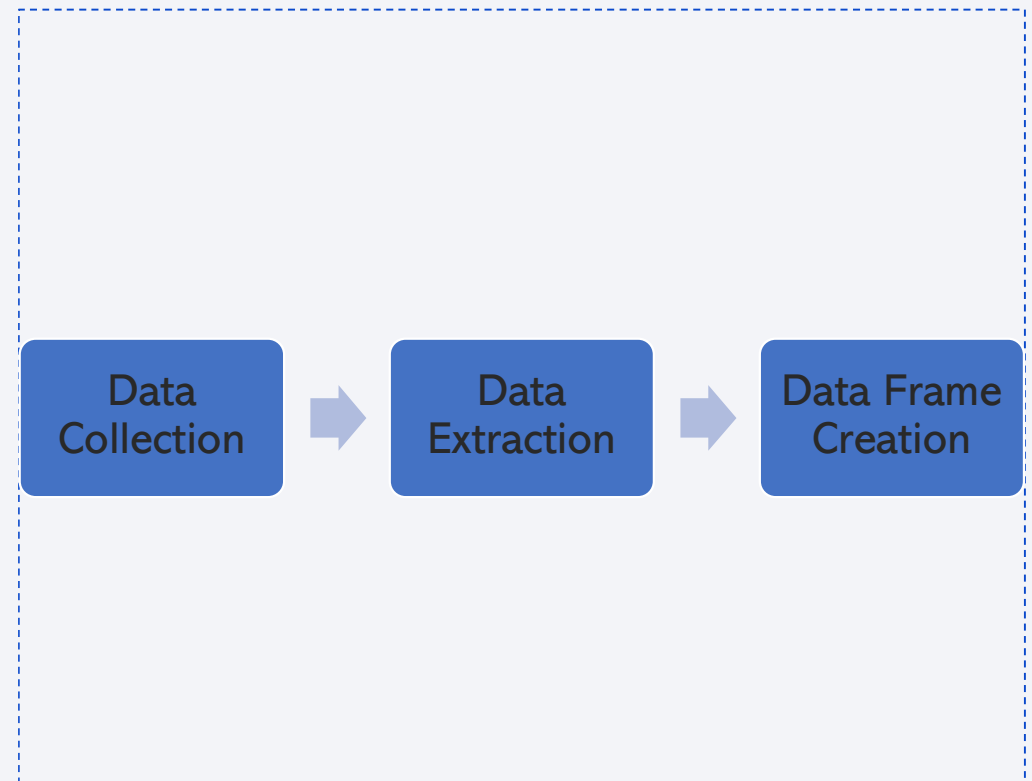 Data
Collection
Data
Extraction
Data Frame
Creation